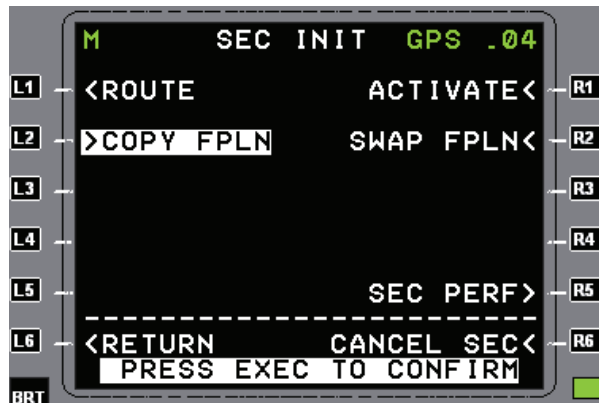 M SEC INIT GPS .04
L1 <ROUTE ACTIVATE< R1
L2 >COPY FPLN SWAP FPLN< R2
L3 R3
L4 R4
L5 SEC PERF> R5
L6 <RETURN CANCEL SEC< R6
PRESS EXEC TO CONFIRM
BRT